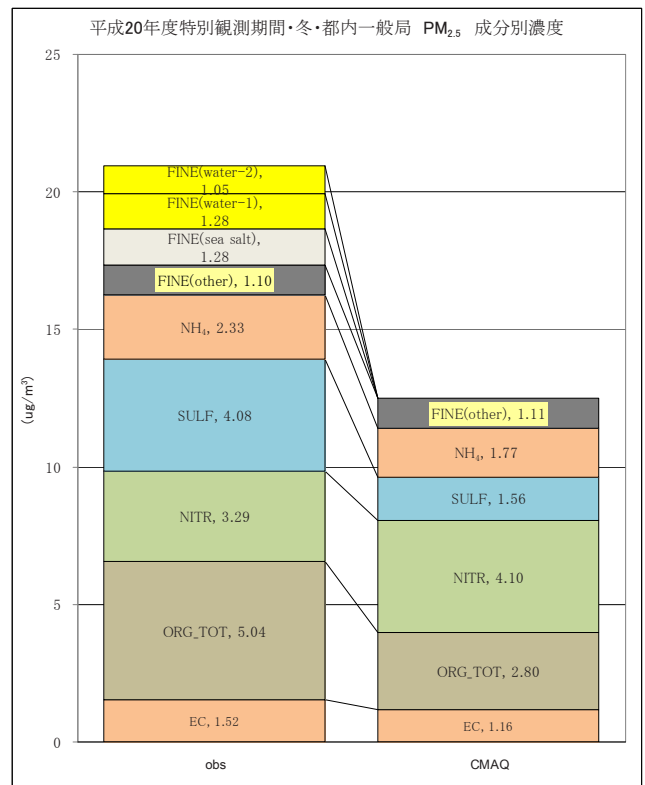 平成20年度特別観測期間・冬・都内一般局 PM2.5 成分別濃度
25
20
15
10
5
0
(ug/m³)
FINE(water-2),
1.05
FINE(water-1),
1.28
FINE(sea salt),
1.28
FINE(other), 1.10
NH₄, 2.33
SULF, 4.08
NITR, 3.29
ORG_TOT, 5.04
EC, 1.52
FINE(other), 1.11
NH₄, 1.77
SULF, 1.56
NITR, 4.10
ORG_TOT, 2.80
EC, 1.16
obs
CMAQ